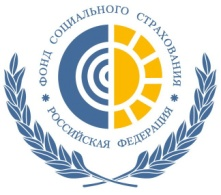 ФОНД СОЦИАЛЬНОГО СТРАХОВАНИЯ
РОССИЙСКАЯ ФЕДЕРАЦИЯ